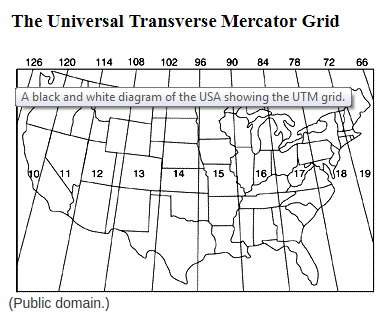 The Universal Transverse Mercator Grid
126 120 114 108 102 96 90 84 78 72 66
A black and white diagram of the USA showing the UTM grid.
10 11 12 13 14 15 16 17 18 19
(Public domain.)